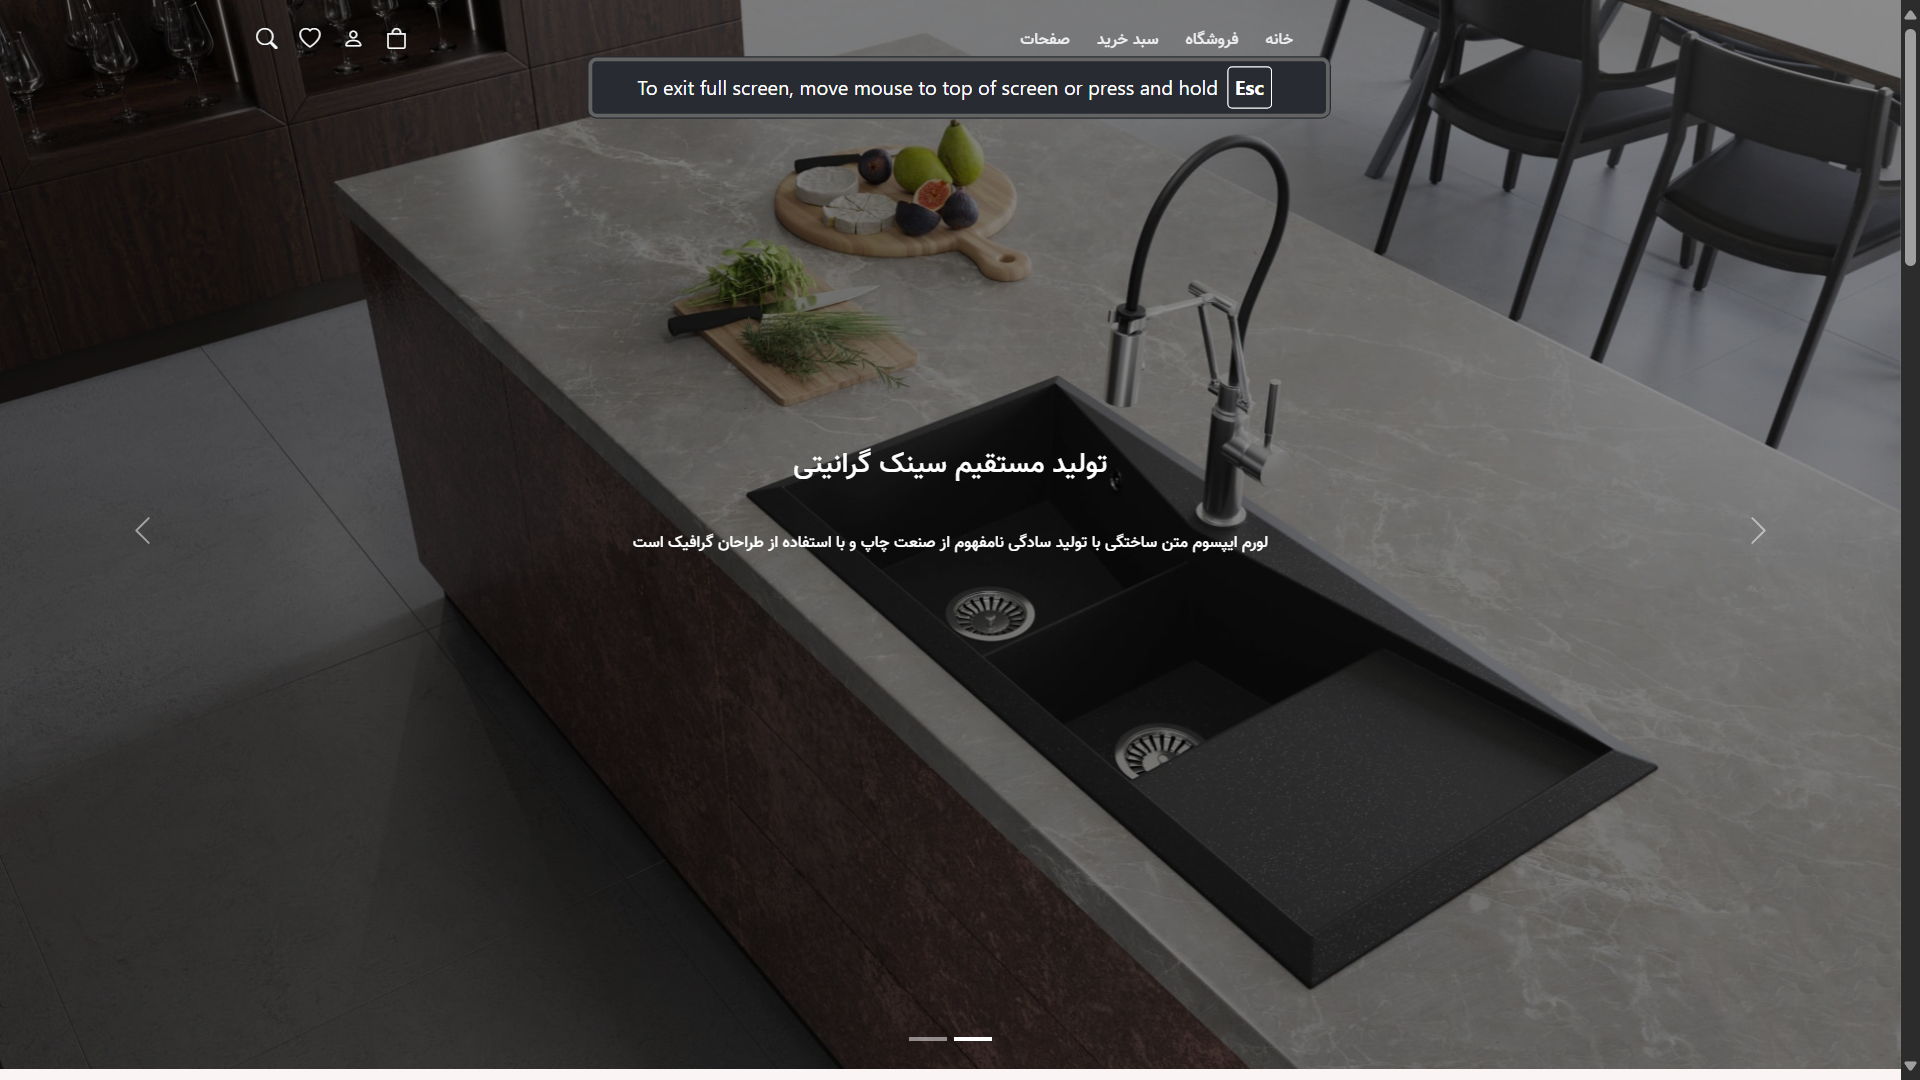 خانه فروشگاه سبد خرید صفحات
To exit full screen, move mouse to top of screen or press and hold Esc
تولید مستقیم سینک گرانیتی
لورم ایپسوم متن ساختگی با تولید سادگی نامفهوم از صنعت چاپ و با استفاده از طراحان گرافیک است